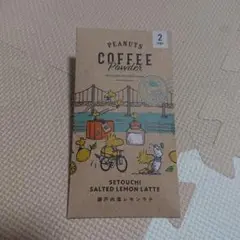 2
PEANUTS
COFFEE
Powder
SETOUCHI
SALTED LEMON LATTE
瀬戸内塩レモンラテ